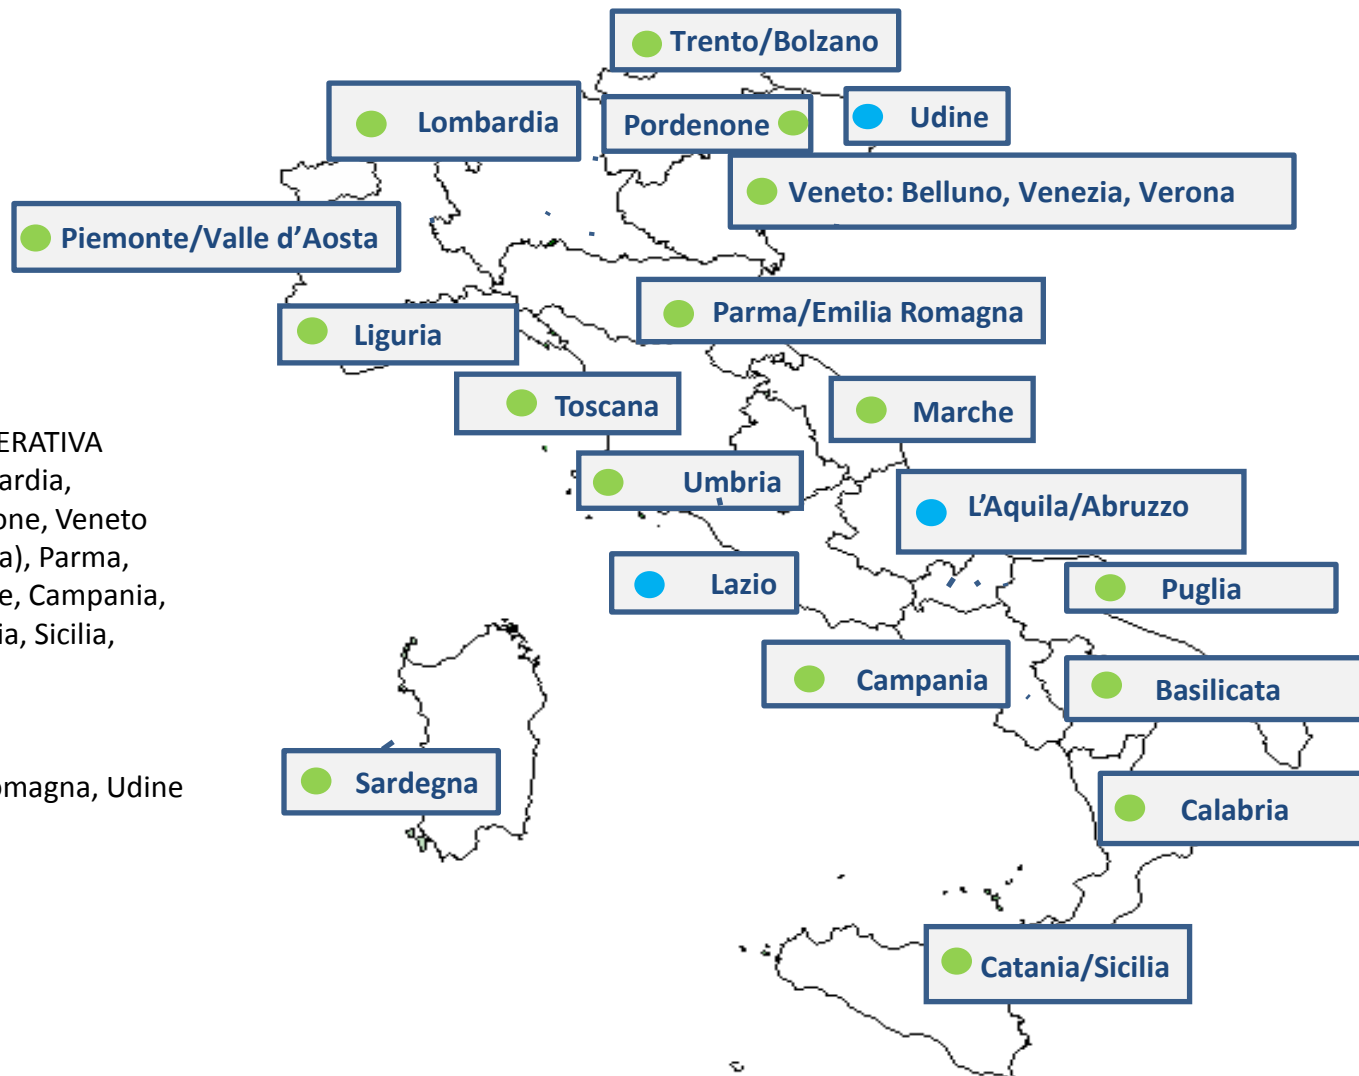 Trento/Bolzano
Lombardia
Pordenone
Udine
Veneto: Belluno, Venezia, Verona
Piemonte/Valle d’Aosta
Parma/Emilia Romagna
Liguria
Toscana
Marche
ERATIVA
ardia,
Umbria
one, Veneto
L’Aquila/Abruzzo
a), Parma,
Lazio
Puglia
e, Campania,
ia, Sicilia,
Campania
Basilicata
omagna, Udine
Sardegna
Calabria
Catania/Sicilia